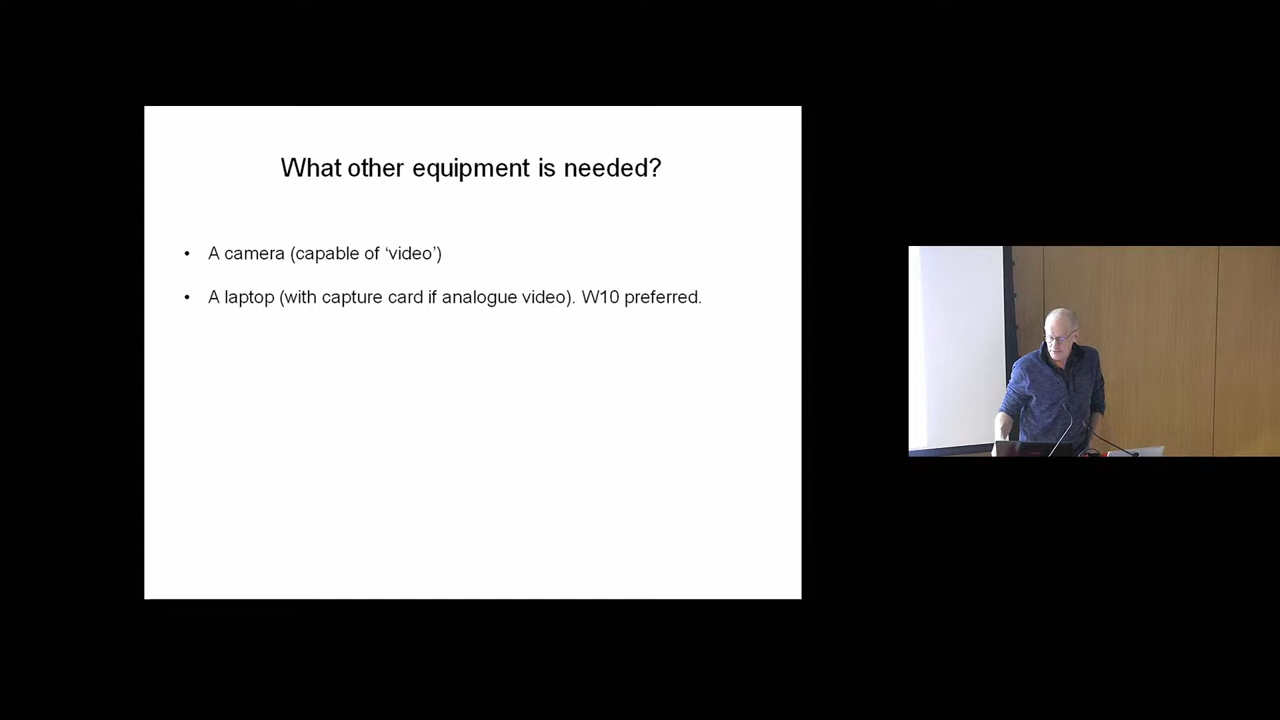 What other equipment is needed?
• A camera (capable of ‘video’)
• A laptop (with capture card if analogue video). W10 preferred.